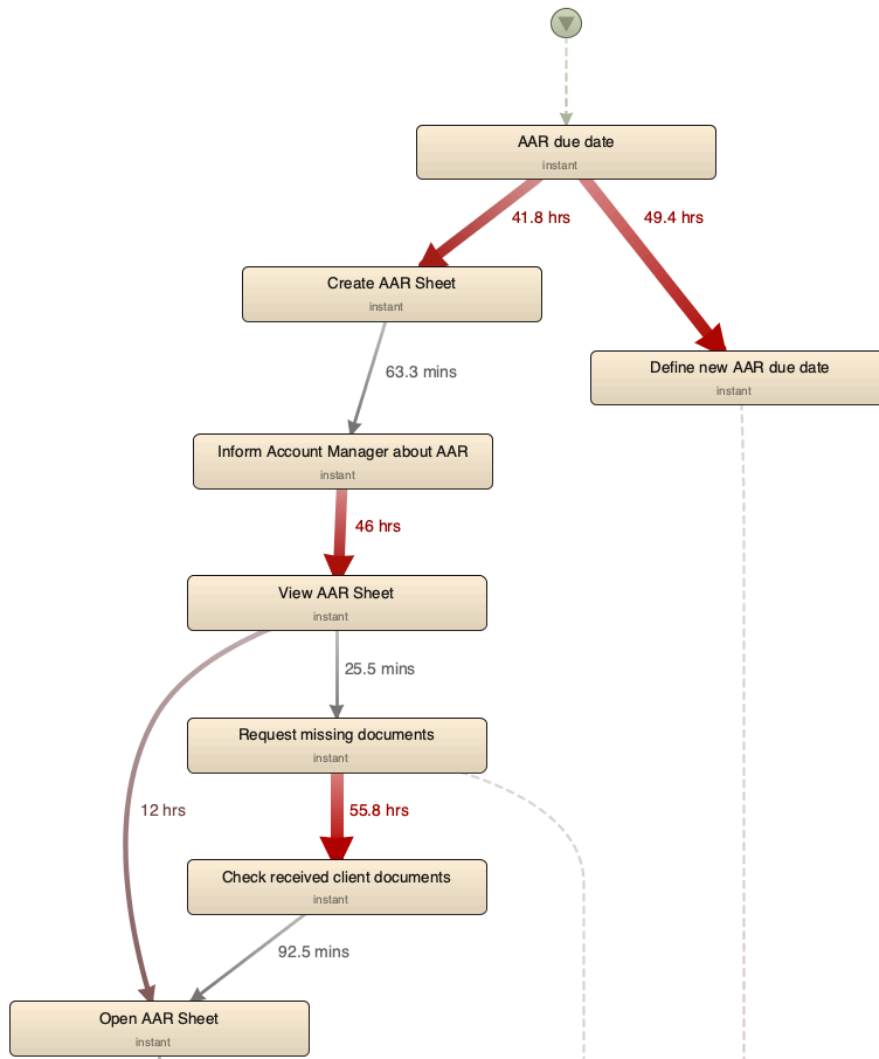 AAR due date
instant
41.8 hrs
49.4 hrs
Create AAR Sheet
instant
63.3 mins
Define new AAR due date
instant
Inform Account Manager about AAR
instant
46 hrs
View AAR Sheet
instant
25.5 mins
Request missing documents
instant
12 hrs
55.8 hrs
Check received client documents
instant
92.5 mins
Open AAR Sheet
instant